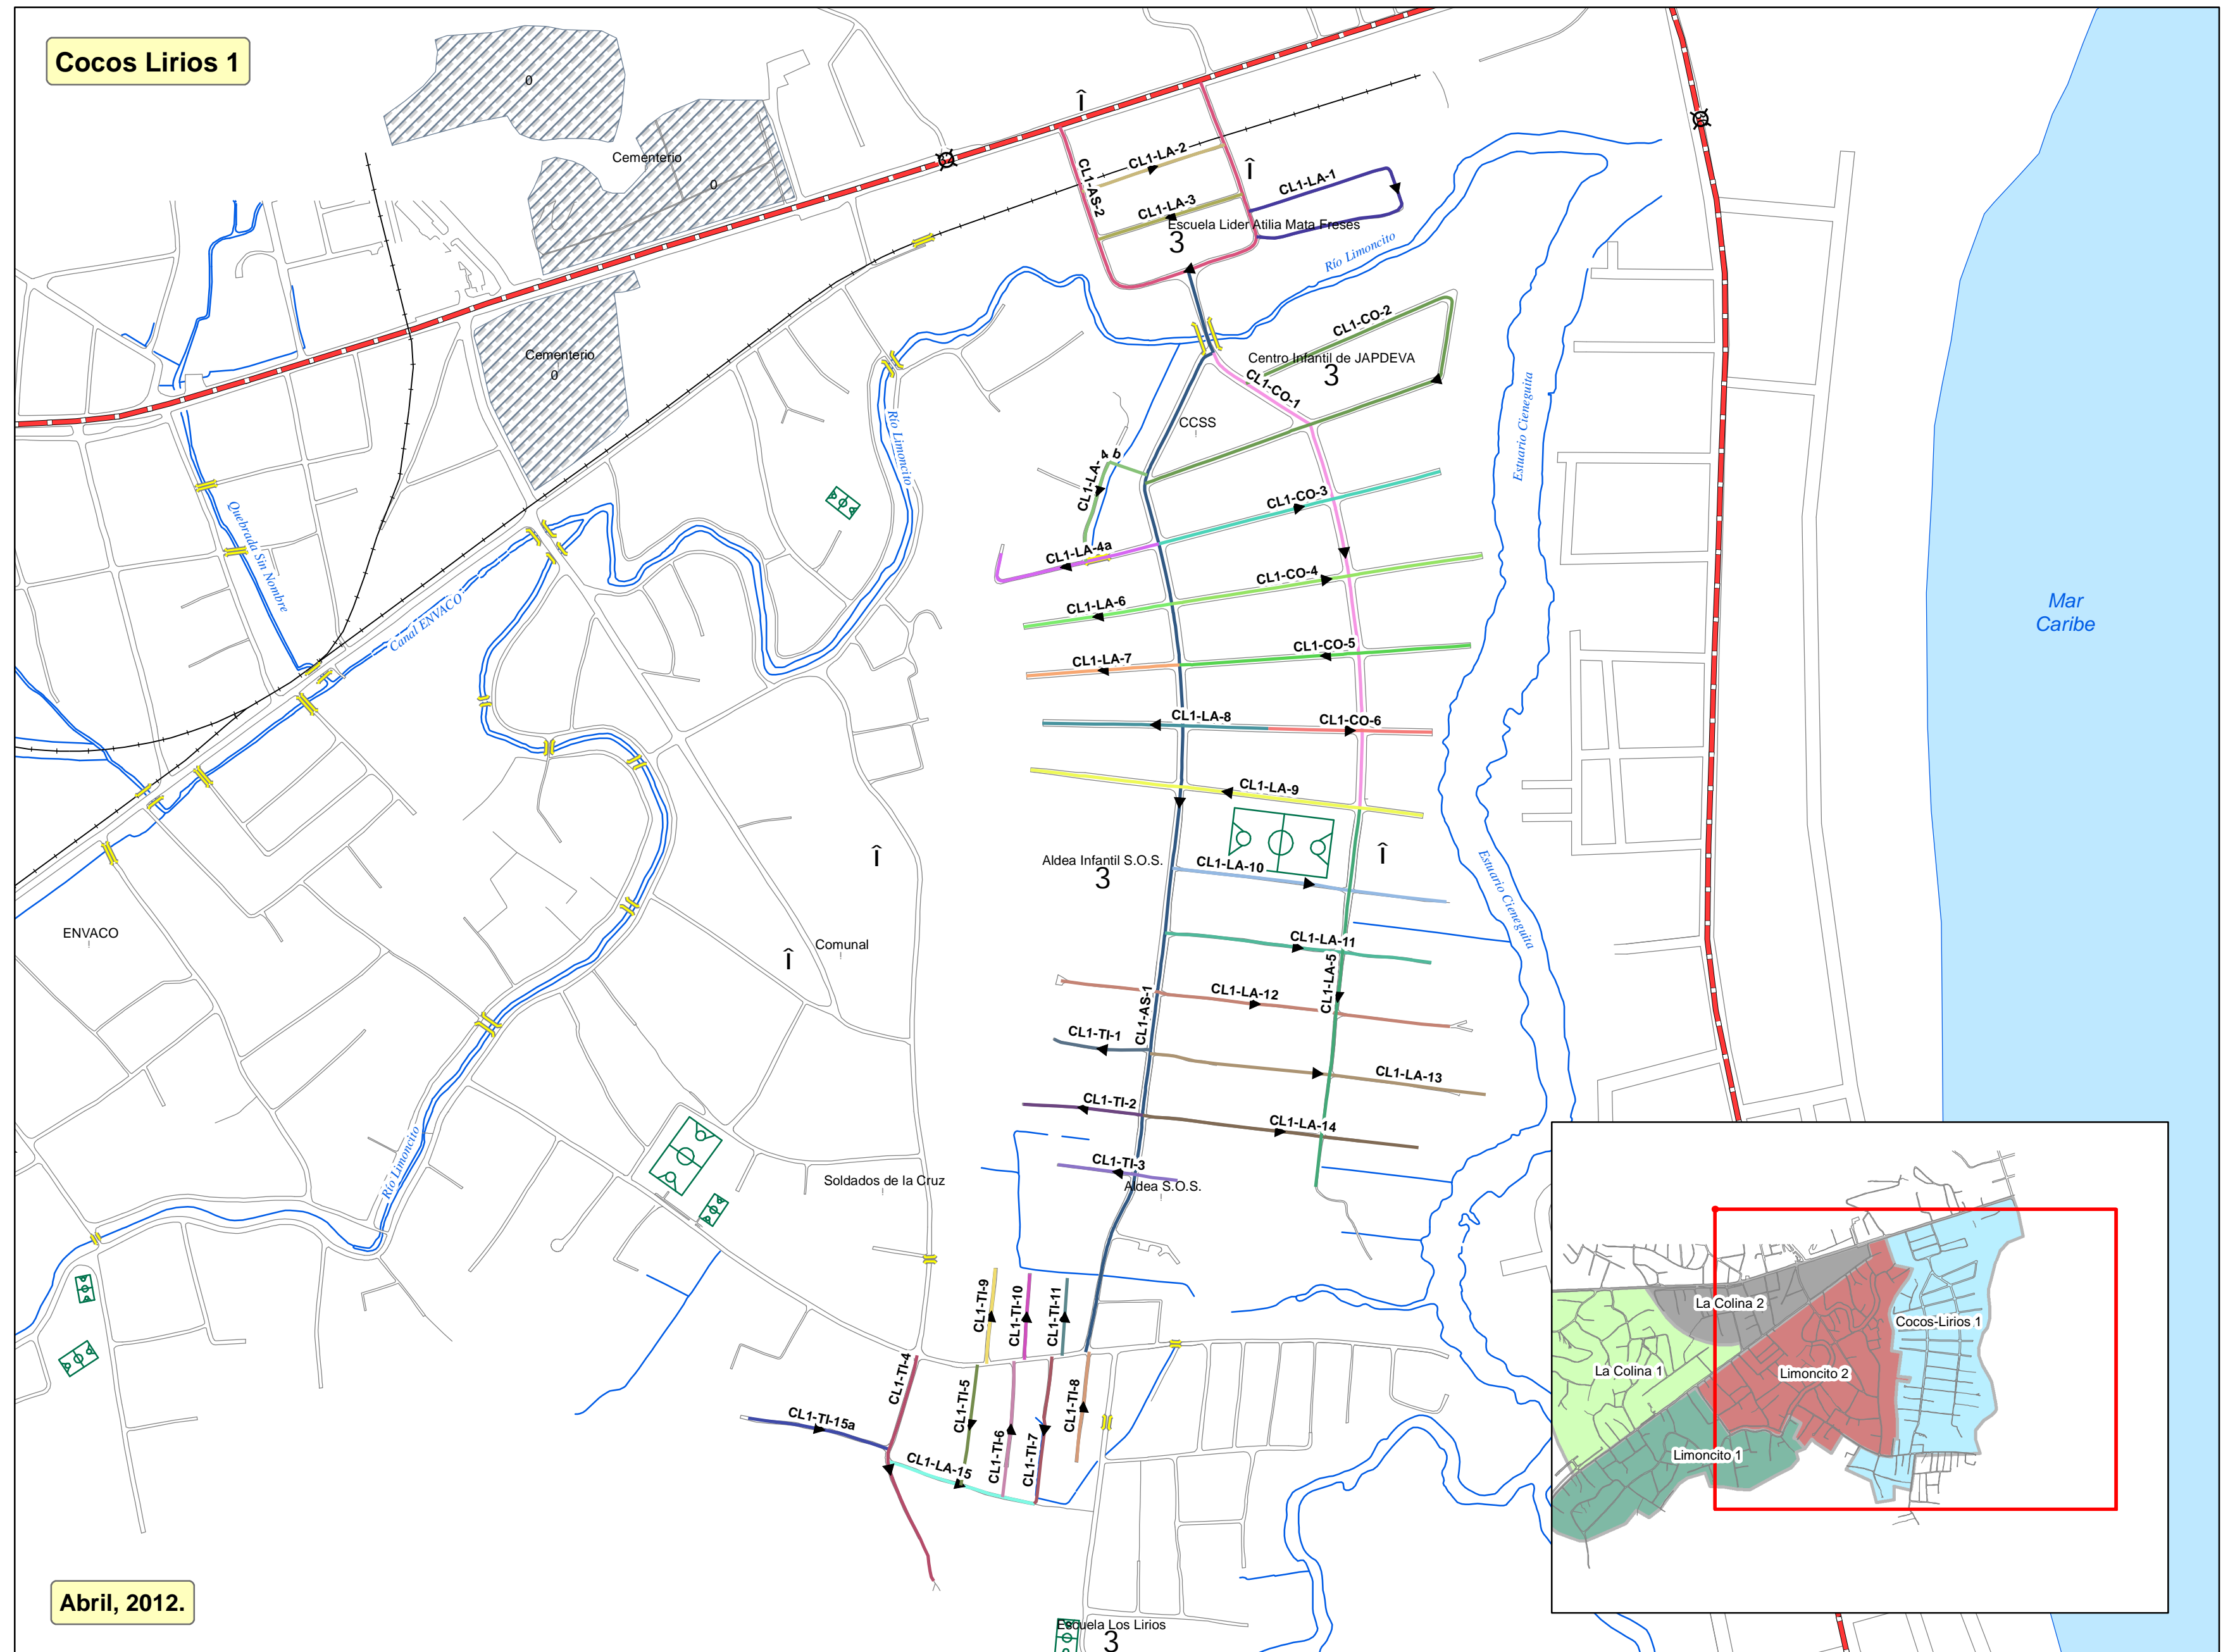 Cocos Lirios 1
0
Cementerio
0
Î
CL1-LA-2
CL1-AS-2
Î
CL1-LA-1
CL1-LA-3
Escuela Lider Atilia Mata Freses
3
Río Limoncito
Cementerio
0
CL1-CO-2
Centro Infantil de JAPDEVA
3
CL1-CO-1
CCSS
Río Limoncito
Estuario Cieneguita
CL1-LA- 4 b
CL1-CO-3
Quebrada Sin Nombre
CL1-LA-4a
CL1-CO-4
CL1-LA-6
Canal ENVACO
Mar
Caribe
CL1-CO-5
CL1-LA-7
CL1-LA-8
CL1-CO-6
CL1-LA-9
Î
Î
Aldea Infantil S.O.S.
3
CL1-LA-10
Estuario Cieneguita
ENVACO
Comunal
Î
CL1-LA-11
CL1-LA-5
CL1-LA-12
CL1-AS-1
CL1-TI-1
CL1-LA-13
CL1-TI-2
CL1-LA-14
Río Limoncito
CL1-TI-3
Soldados de la Cruz
Aldea S.O.S.
CL1-TI-9
CL1-TI-10
CL1-TI-11
CL1-TI-4
CL1-TI-5
CL1-TI-6
CL1-TI-7
CL1-TI-8
CL1-TI-15a
CL1-LA-15
La Colina 2
Cocos-Lirios 1
La Colina 1
Limoncito 2
Limoncito 1
Abril, 2012.
Escuela Los Lirios
3